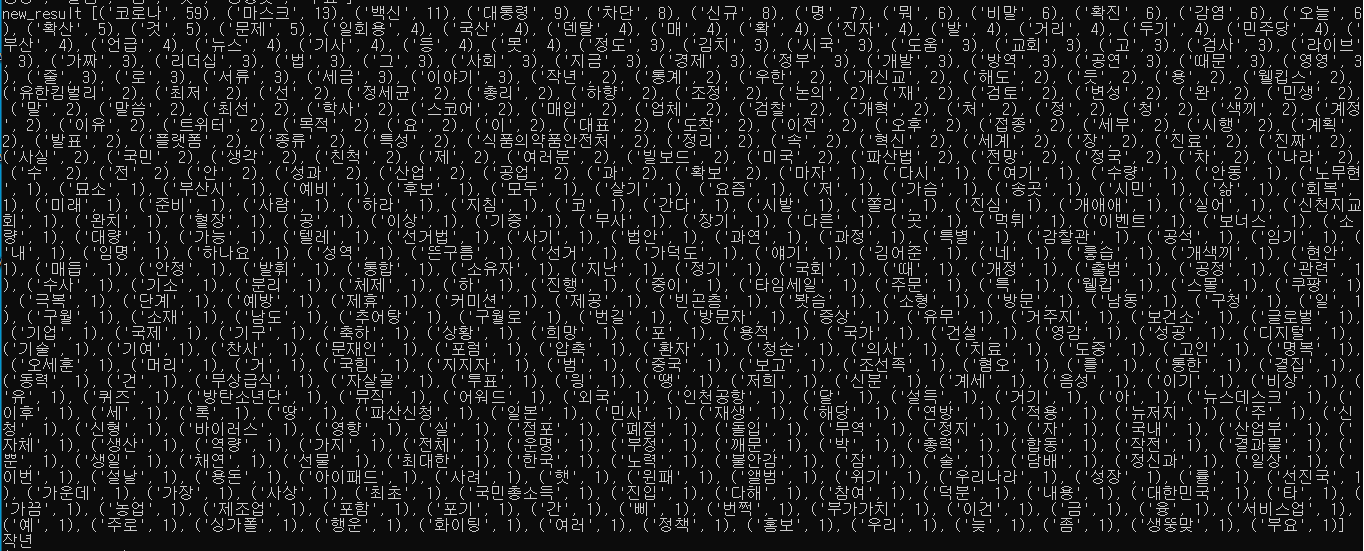 new_result [('코로나', 59), ('마스크', 13), ('백신', 11), ('대통령', 9), ('차단', 8), ('신규', 8), ('명', 7), ('뭐', 6), ('비말', 6), ('확진', 6), ('감염', 6), ('오늘', 6
), ('확산', 5), ('것', 5), ('문제', 5), ('일회용', 4), ('국산', 4), ('덴탈', 4), ('매', 4), ('확', 4), ('진자', 4), ('발', 4), ('거리', 4), ('두기', 4), ('민주당', 4), ('
부산', 4), ('언급', 4), ('뉴스', 4), ('기사', 4), ('등', 4), ('못', 4), ('정도', 3), ('김치', 3), ('시국', 3), ('도움', 3), ('교회', 3), ('고', 3), ('검사', 3), ('라이브'
, 3), ('가짜', 3), ('리더십', 3), ('법', 3), ('그', 3), ('사회', 3), ('지금', 3), ('경제', 3), ('정부', 3), ('개발', 3), ('방역', 3), ('공연', 3), ('때문', 3), ('영영', 3
), ('줄', 3), ('로', 3), ('서류', 3), ('세금', 3), ('이야기', 3), ('작년', 2), ('통계', 2), ('우한', 2), ('개신교', 2), ('해도', 2), ('듯', 2), ('용', 2), ('웰킵스', 2),
('유한킴벌리', 2), ('최저', 2), ('선', 2), ('정세균', 2), ('총리', 2), ('하향', 2), ('조정', 2), ('논의', 2), ('재', 2), ('검토', 2), ('변성', 2), ('완', 2), ('민생', 2),
('말', 2), ('말씀', 2), ('최선', 2), ('학사', 2), ('스코어', 2), ('매입', 2), ('업체', 2), ('검찰', 2), ('개혁', 2), ('처', 2), ('정', 2), ('청', 2), ('색끼', 2), ('계정'
, 2), ('이유', 2), ('트위터', 2), ('목적', 2), ('요', 2), ('이', 2), ('대표', 2), ('도착', 2), ('이전', 2), ('오후', 2), ('접종', 2), ('세부', 2), ('시행', 2), ('계획',
2), ('발표', 2), ('플랫폼', 2), ('종류', 2), ('특성', 2), ('식품의약품안전처', 2), ('정리', 2), ('속', 2), ('혁신', 2), ('세계', 2), ('장', 2), ('진료', 2), ('진짜', 2),
('사실', 2), ('국민', 2), ('생각', 2), ('친척', 2), ('제', 2), ('여러분', 2), ('빌보드', 2), ('미국', 2), ('파산법', 2), ('전망', 2), ('정국', 2), ('차', 2), ('나라', 2),
('수', 2), ('전', 2), ('안', 2), ('성과', 2), ('산업', 2), ('공업', 2), ('과', 2), ('확보', 2), ('마자', 1), ('다시', 1), ('여기', 1), ('수량', 1), ('안동', 1), ('노무현'
, 1), ('묘소', 1), ('부산시', 1), ('예비', 1), ('후보', 1), ('모두', 1), ('살기', 1), ('요즘', 1), ('저', 1), ('가슴', 1), ('송곳', 1), ('시민', 1), ('삶', 1), ('회복',
1), ('미래', 1), ('준비', 1), ('사람', 1), ('하라', 1), ('지침', 1), ('코', 1), ('간다', 1), ('시발', 1), ('쫄리', 1), ('진심', 1), ('개애애', 1), ('싫어', 1), ('신천지교
회', 1), ('완치', 1), ('혈장', 1), ('공', 1), ('이상', 1), ('기증', 1), ('무사', 1), ('장기', 1), ('다른', 1), ('곳', 1), ('먹튀', 1), ('이벤트', 1), ('보너스', 1), ('소
량', 1), ('대량', 1), ('가능', 1), ('텔레', 1), ('선거법', 1), ('사기', 1), ('법안', 1), ('과연', 1), ('과정', 1), ('특별', 1), ('감찰관', 1), ('공석', 1), ('임기', 1), (
'내', 1), ('임명', 1), ('하나요', 1), ('성역', 1), ('뜬구름', 1), ('선거', 1), ('가덕도', 1), ('얘기', 1), ('김어준', 1), ('네', 1), ('개색끼', 1), ('현안',
1), ('매듭', 1), ('안정', 1), ('발휘', 1), ('통합', 1), ('소유자', 1), ('지난', 1), ('정기', 1), ('국회', 1), ('때', 1), ('개정', 1), ('출범', 1), ('공정', 1), ('관련', 1
), ('수사', 1), ('기소', 1), ('분리', 1), ('체제', 1), ('하', 1), ('진행', 1), ('중이', 1), ('타임세일', 1), ('주문', 1), ('특', 1), ('웰킵', 1), ('스몰', 1), ('쿠팡', 1)
, ('극복', 1), ('단계', 1), ('예방', 1), ('제휴', 1), ('커미션', 1), ('제공', 1), ('빈곤층', 1), ('봣슴', 1), ('소형', 1), ('방문', 1), ('남동', 1), ('구청', 1), ('일', 1
), ('구월', 1), ('소재', 1), ('남도', 1), ('추어탕', 1), ('구월로', 1), ('번길', 1), ('방문자', 1), ('증상', 1), ('유무', 1), ('거주지', 1), ('보건소', 1), ('글로벌', 1),
('기업', 1), ('국제', 1), ('기구', 1), ('축하', 1), ('상황', 1), ('희망', 1), ('포', 1), ('용적', 1), ('국가', 1), ('건설', 1), ('영감', 1), ('성공', 1), ('디지털', 1),
('기술', 1), ('기여', 1), ('찬사', 1), ('문재인', 1), ('포럼', 1), ('압축', 1), ('환자', 1), ('청순', 1), ('의사', 1), ('치료', 1), ('도중', 1), ('고인', 1), ('명복', 1),
('오세훈', 1), ('머리', 1), ('거', 1), ('국힘', 1), ('지지자', 1), ('범', 1), ('중국', 1), ('보고', 1), ('조선족', 1), ('혐오', 1), ('를', 1), ('통한', 1), ('결집', 1),
('동력', 1), ('건', 1), ('무상급식', 1), ('자살골', 1), ('투표', 1), ('윙', 1), ('땡', 1), ('저희', 1), ('신문', 1), ('계세', 1), ('음성', 1), ('이기', 1), ('비상', 1), (
'유', 1), ('퀴즈', 1), ('방탄소년단', 1), ('뮤직', 1), ('어워드', 1), ('외국', 1), ('인천공항', 1), ('달', 1), ('설득', 1), ('거기', 1), ('아', 1), ('뉴스데스크', 1), ('
이후', 1), ('세', 1), ('록', 1), ('땅', 1), ('파산신청', 1), ('일본', 1), ('민사', 1), ('재생', 1), ('해당', 1), ('연방', 1), ('적용', 1), ('뉴저지', 1), ('주', 1), ('신
청', 1), ('신형', 1), ('바이러스', 1), ('영향', 1), ('실', 1), ('점포', 1), ('폐점', 1), ('돌입', 1), ('무역', 1), ('정지', 1), ('자', 1), ('국내', 1), ('산업부', 1), ('
자체', 1), ('생산', 1), ('역량', 1), ('가지', 1), ('전체', 1), ('운명', 1), ('부정', 1), ('깨문', 1), ('박', 1), ('총력', 1), ('합동', 1), ('작전', 1), ('결과물', 1), ('
뿐', 1), ('생일', 1), ('채연', 1), ('선물', 1), ('최대한', 1), ('한국', 1), ('노력', 1), ('불안감', 1), ('잠', 1), ('술', 1), ('담배', 1), ('정신과', 1), ('일상', 1), ('
이번', 1), ('설날', 1), ('용돈', 1), ('아이패드', 1), ('사려', 1), ('햇', 1), ('윈패', 1), ('앨범', 1), ('위기', 1), ('우리나라', 1), ('성장', 1), ('률', 1), ('선진국', 1
), ('가운데', 1), ('가장', 1), ('사상', 1), ('최초', 1), ('국민총소득', 1), ('진입', 1), ('다해', 1), ('참여', 1), ('덕문', 1), ('내용', 1), ('대한민국', 1), ('타', 1), (
'가끔', 1), ('농업', 1), ('제조업', 1), ('포함', 1), ('포기', 1), ('간', 1), ('삐', 1), ('번쩍', 1), ('부가가치', 1), ('이건', 1), ('금', 1), ('융', 1), ('서비스업', 1),
('예', 1), ('주로', 1), ('싱가폴', 1), ('행운', 1), ('화이팅', 1), ('여러', 1), ('정책', 1), ('홍보', 1), ('우리', 1), ('늦', 1), ('좀', 1), ('생뚱맞', 1), ('부요', 1)]
작년